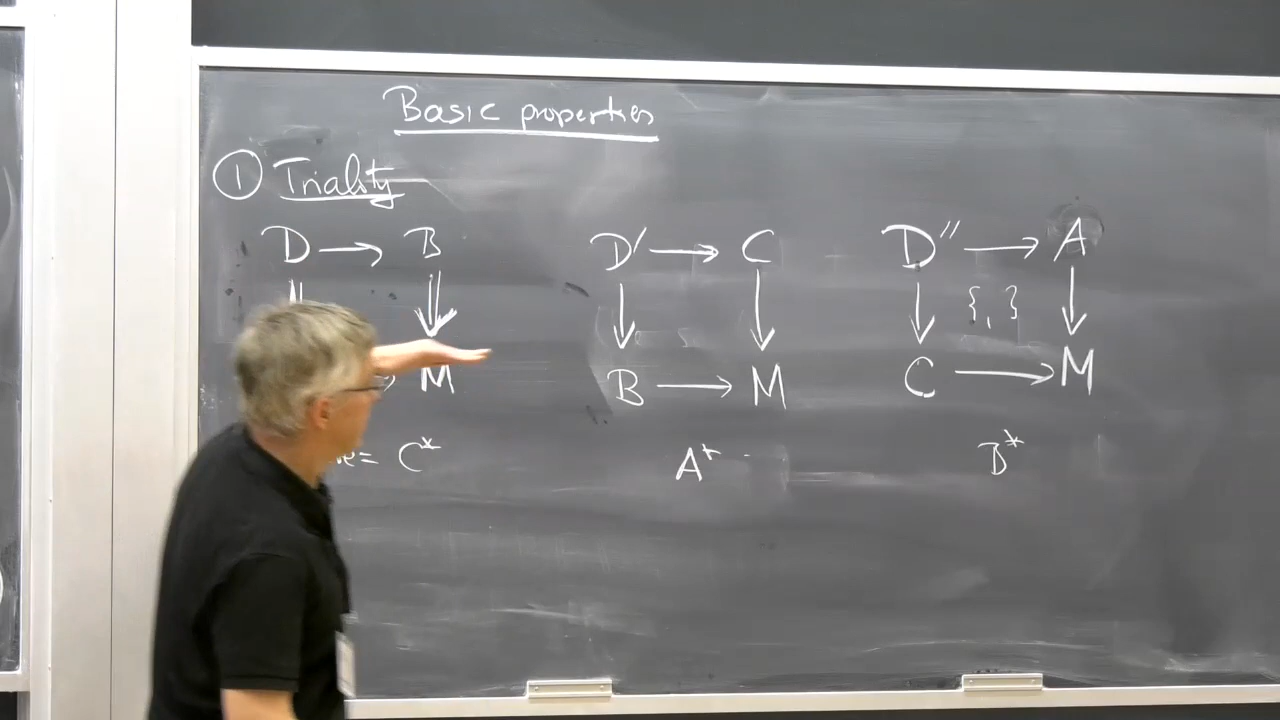 Basic properties
① Triality
D → B D' → C D'' → A
{ , }
M B → M C → M
e = C* A* B*